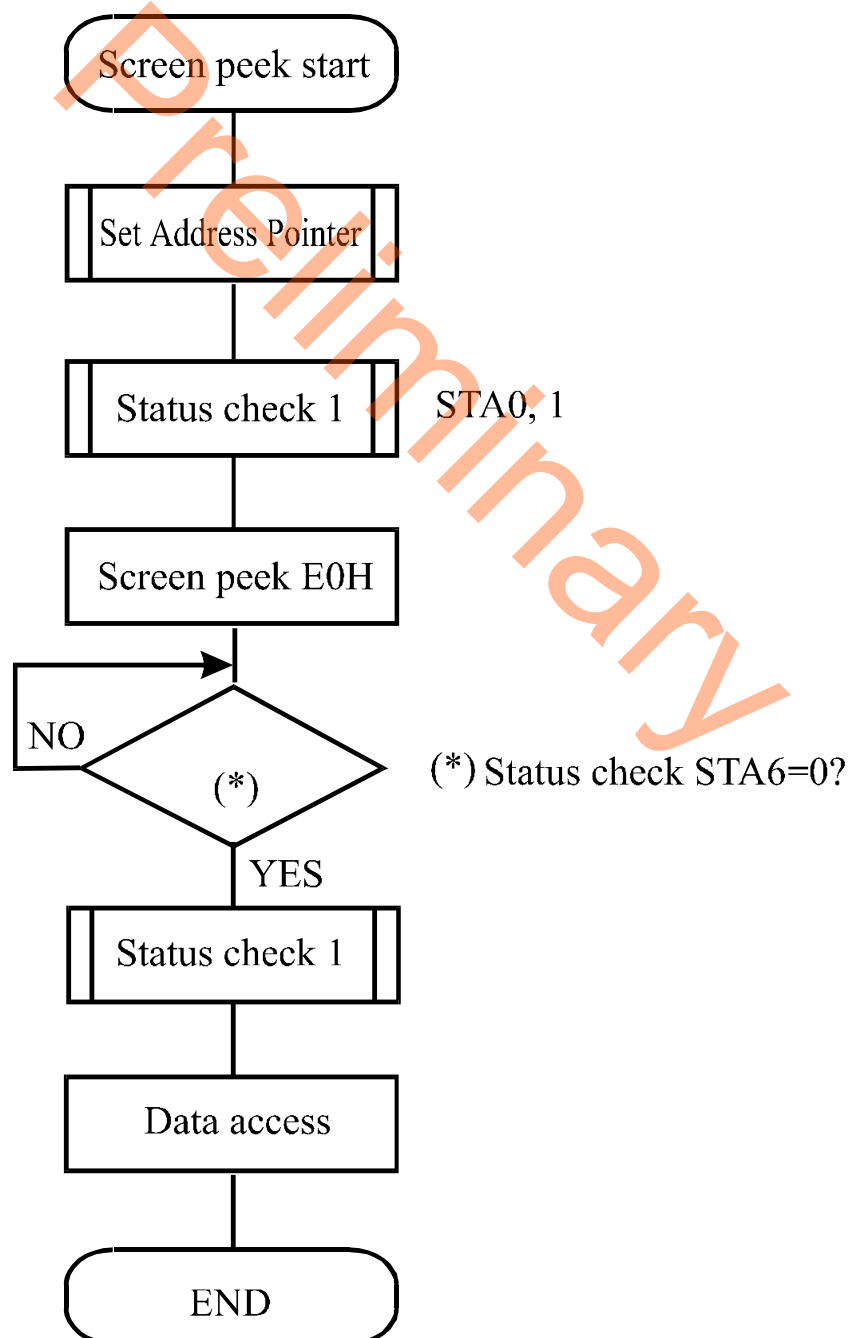 Screen peek start
Set Address Pointer
Status check 1
STA0, 1
Screen peek E0H
NO
(*)
(*) Status check STA6=0?
YES
Status check 1
Data access
END
Preliminary